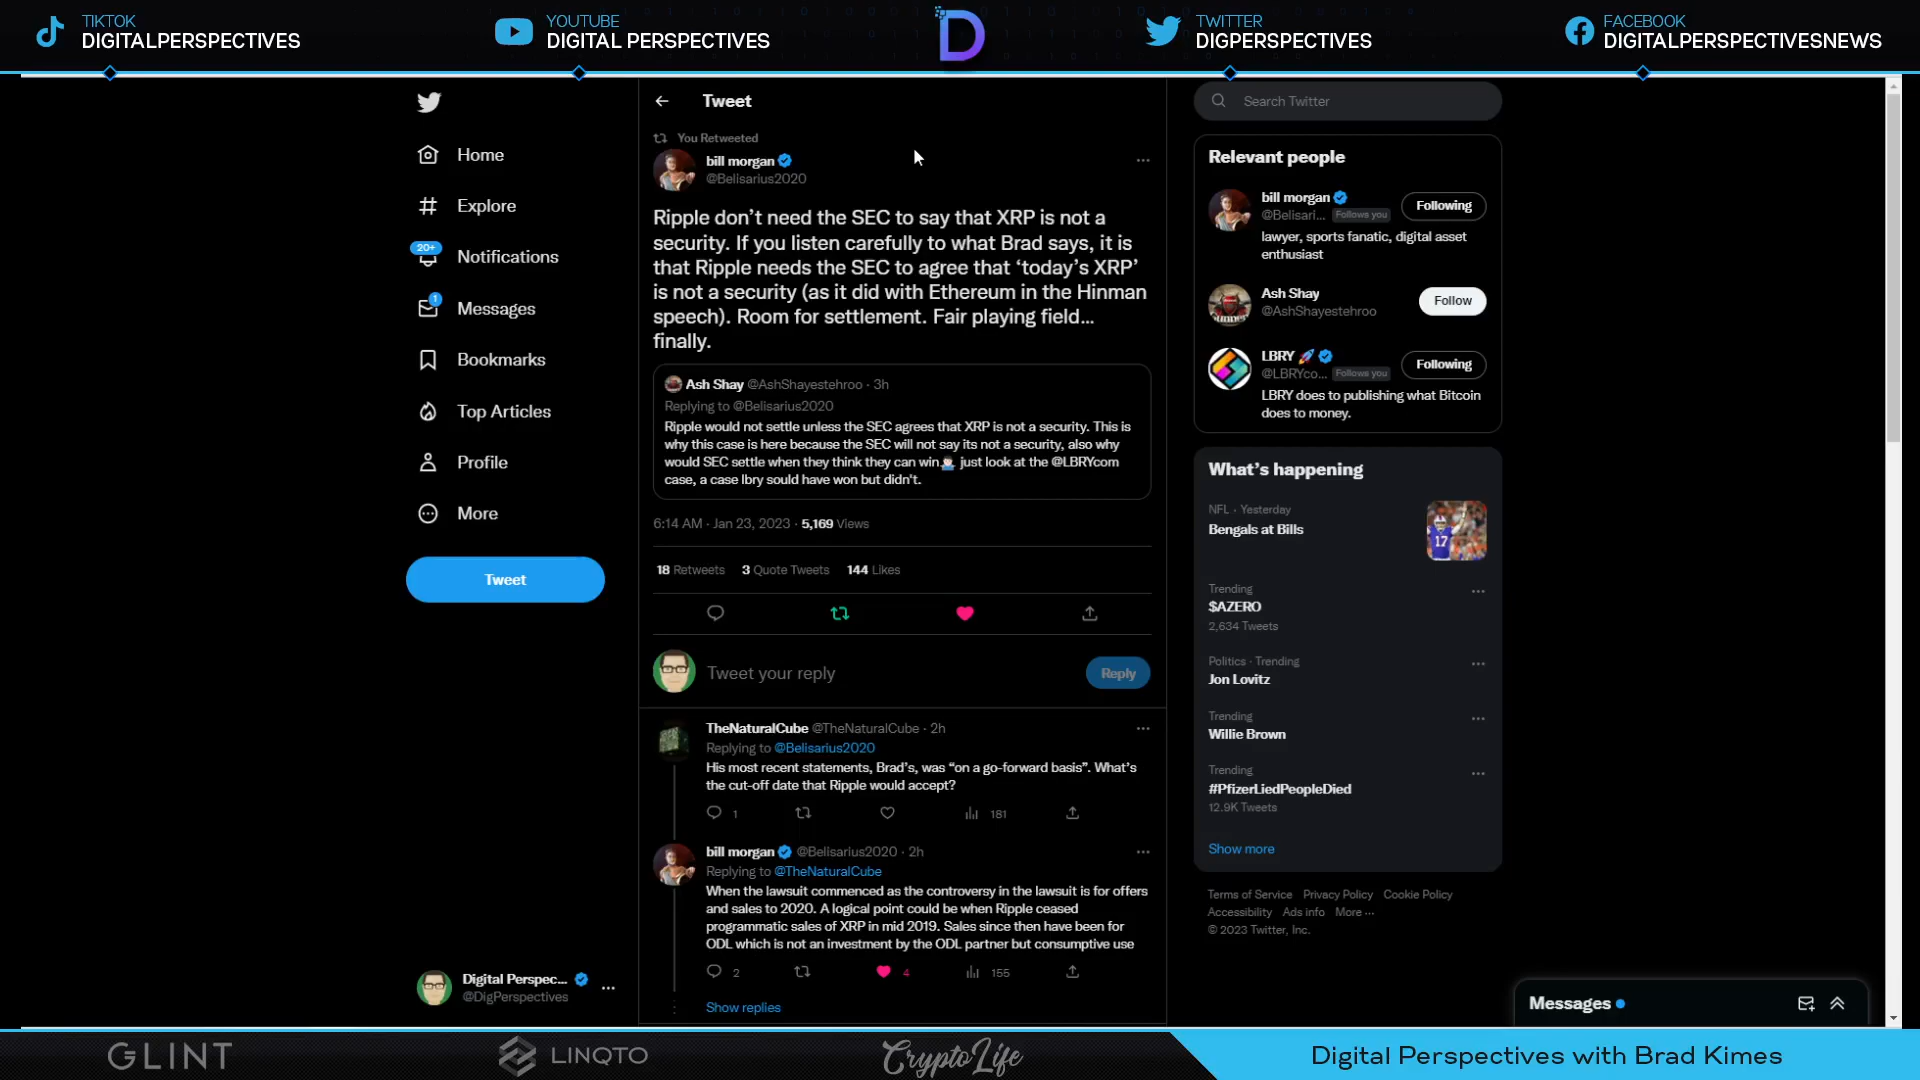 TIKTOK
DIGITALPERSPECTIVES
YOUTUBE
DIGITAL PERSPECTIVES
D
TWITTER
DIGPERSPECTIVES
FACEBOOK
DIGITALPERSPECTIVESNEWS
Home
Explore
20+
Notifications
1
Messages
Bookmarks
Top Articles
Profile
More
Tweet
Digital Perspec...
@DigPerspectives
Tweet
You Retweeted
bill morgan
@Belisarius2020
Ripple don't need the SEC to say that XRP is not a
security. If you listen carefully to what Brad says, it is
that Ripple needs the SEC to agree that 'today's XRP'
is not a security (as it did with Ethereum in the Hinman
speech). Room for settlement. Fair playing field...
finally.
Ash Shay @AshShayestehroo · 3h
Replying to @Belisarius2020
Ripple would not settle unless the SEC agrees that XRP is not a security. This is
why this case is here because the SEC will not say its not a security, also why
would SEC settle when they think they can win🤷🏻‍♂️ just look at the @LBRYcom
case, a case lbry sould have won but didn't.
6:14 AM · Jan 23, 2023 · 5,169 Views
18 Retweets 3 Quote Tweets 144 Likes
Tweet your reply
Reply
TheNaturalCube @TheNaturalCube · 2h
Replying to @Belisarius2020
His most recent statements, Brad's, was "on a go-forward basis". What's
the cut-off date that Ripple would accept?
1 181
bill morgan @Belisarius2020 · 2h
Replying to @TheNaturalCube
When the lawsuit commenced as the controversy in the lawsuit is for offers
and sales to 2020. A logical point could be when Ripple ceased
programmatic sales of XRP in mid 2019. Sales since then have been for
ODL which is not an investment by the ODL partner but consumptive use
2 4 155
Show replies
Search Twitter
Relevant people
bill morgan
@Belisari... Follows you
Following
lawyer, sports fanatic, digital asset
enthusiast
Ash Shay
@AshShayestehroo
Follow
LBRY 🚀
@LBRYco... Follows you
Following
LBRY does to publishing what Bitcoin
does to money.
What's happening
NFL · Yesterday
Bengals at Bills
17
Trending
$AZERO
2,634 Tweets
Politics · Trending
Jon Lovitz
Trending
Willie Brown
Trending
#PfizerLiedPeopleDied
12.9K Tweets
Show more
Terms of Service Privacy Policy Cookie Policy
Accessibility Ads info More ...
© 2023 Twitter, Inc.
Messages
GLINT
LINQTO
CryptoLife
Digital Perspectives with Brad Kimes